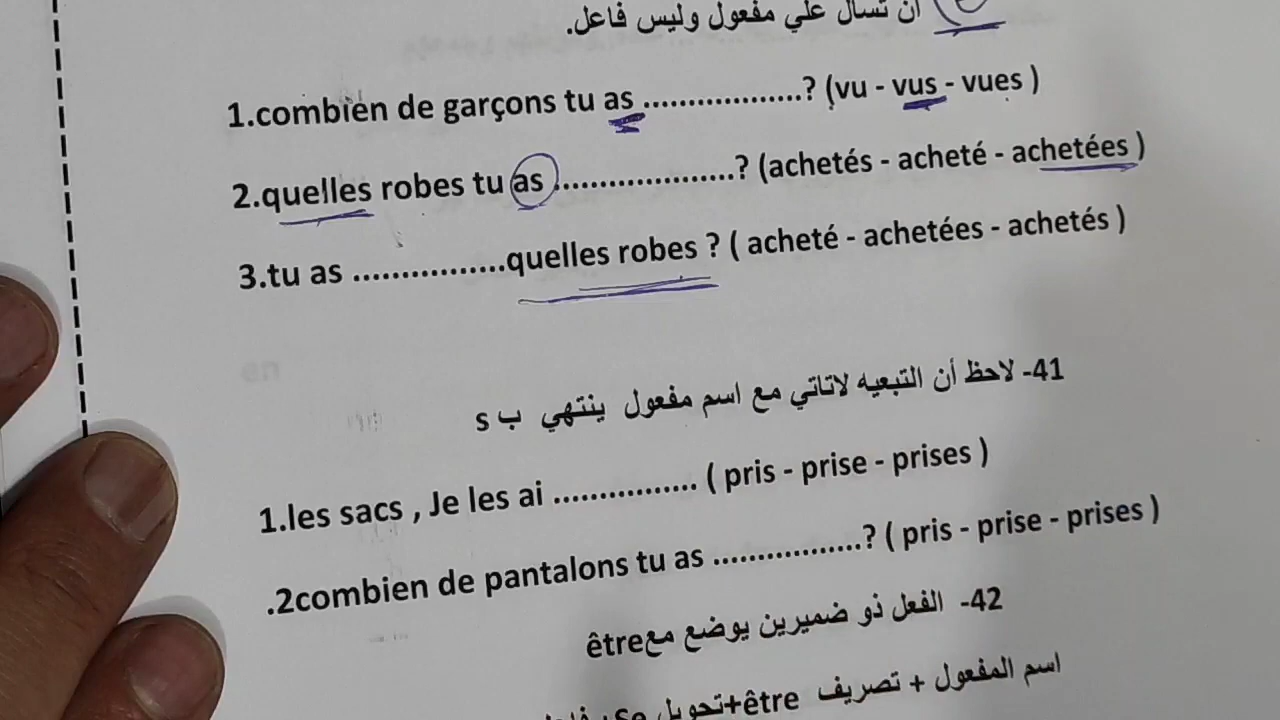 أن تسأل علي مفعول وليس فاعل.
1.combien de garçons tu as ..................? (vu - vus - vues )
2.quelles robes tu as ....................? (achetés - acheté - achetées )
3.tu as .................quelles robes ? ( acheté - achetées - achetés )
41- لاحظ أن التبعيه لاتاتي مع اسم مفعول ينتهي ب s
1.les sacs , Je les ai ................ ( pris - prise - prises )
.2combien de pantalons tu as .................? ( pris - prise - prises )
42- الفعل ذو ضميرين يوضع مع être
اسم المفعول + تصريف être+تحويل se